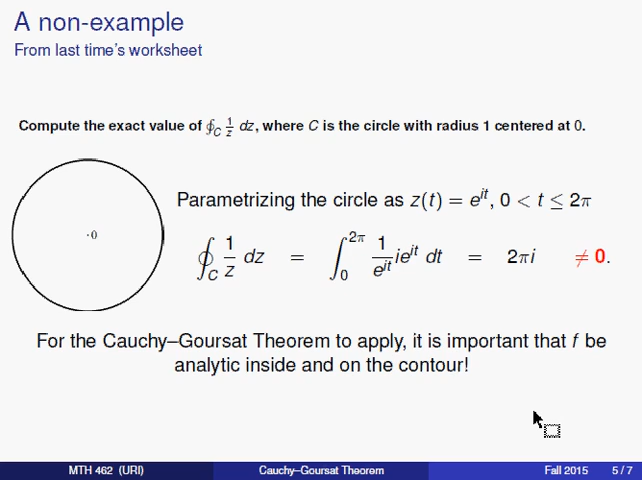 A non-example
From last time's worksheet
Compute the exact value of ∮_C 1/z dz, where C is the circle with radius 1 centered at 0.
·0
Parametrizing the circle as z(t) = e^{it}, 0 < t ≤ 2π
∮_C 1/z dz = ∫_0^{2π} 1/e^{it} ie^{it} dt = 2πi ≠ 0.
For the Cauchy–Goursat Theorem to apply, it is important that f be
analytic inside and on the contour!
MTH 462 (URI) Cauchy–Goursat Theorem Fall 2015 5 / 7